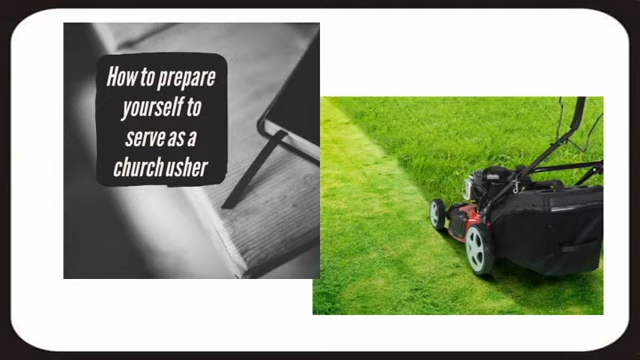 How to prepare
yourself to
serve as a
church usher